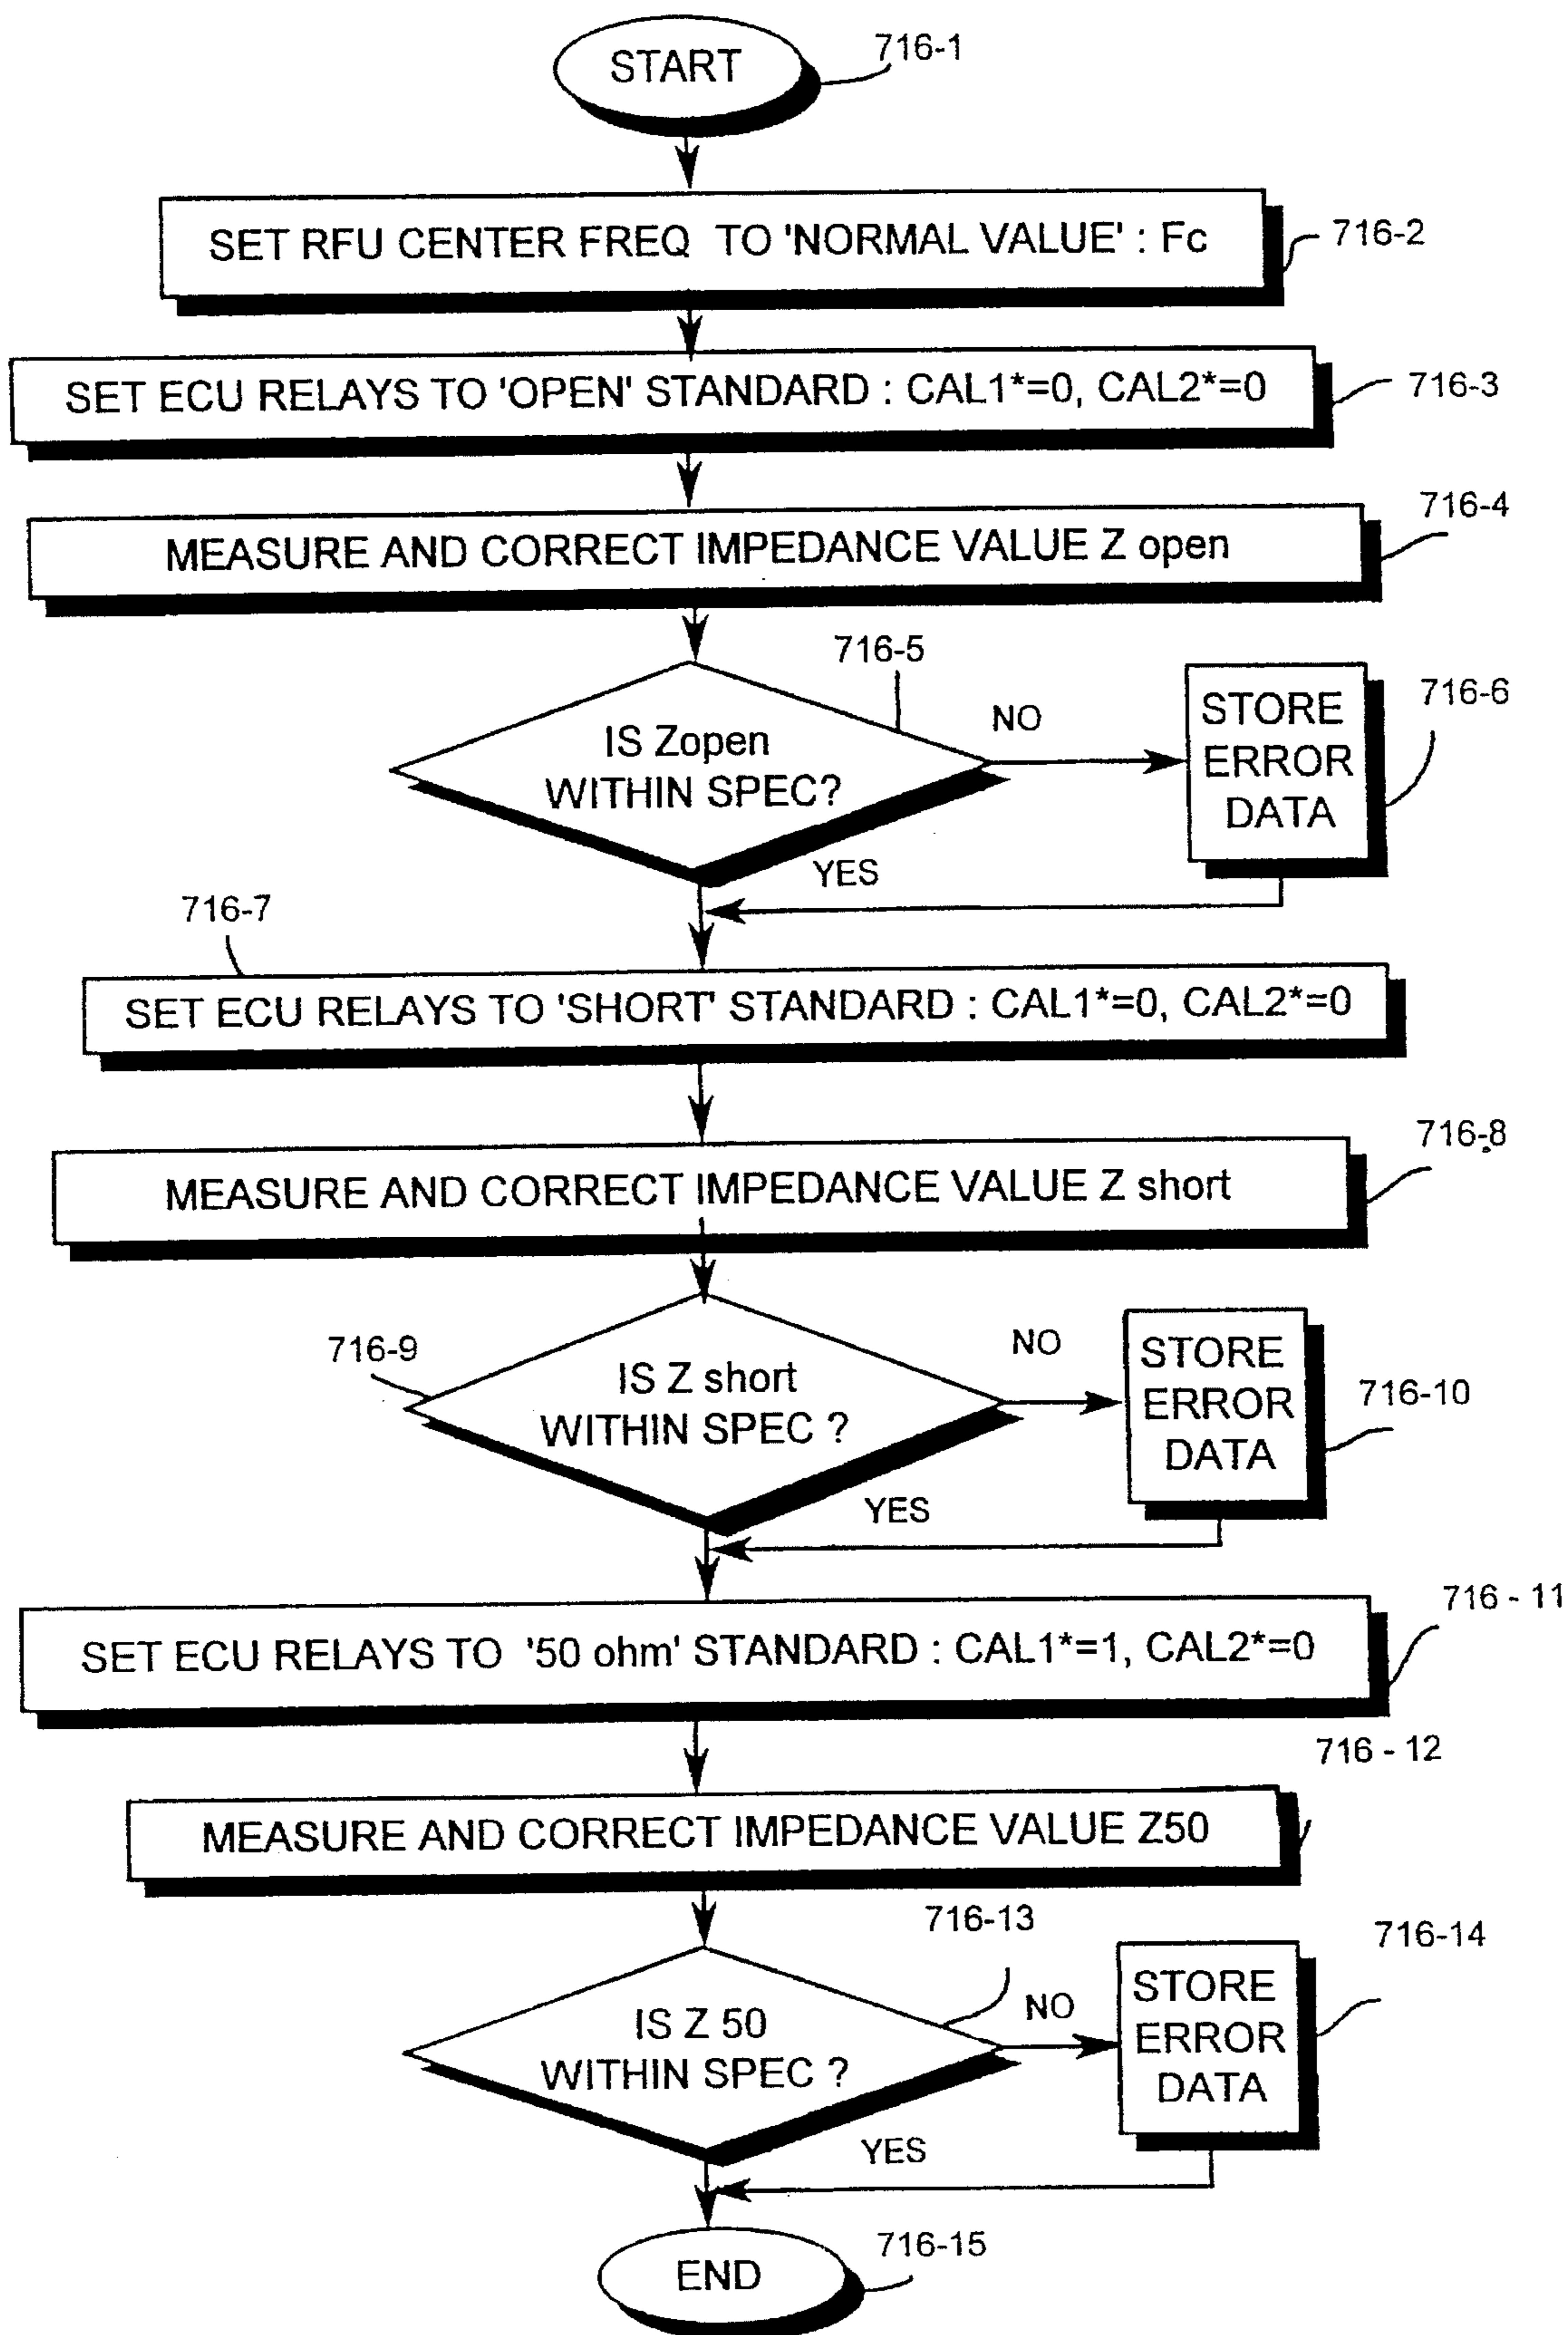 START
716-1
SET RFU CENTER FREQ TO 'NORMAL VALUE' : Fc
716-2
SET ECU RELAYS TO 'OPEN' STANDARD : CAL1*=0, CAL2*=0
716-3
MEASURE AND CORRECT IMPEDANCE VALUE Z open
716-4
716-5
IS Zopen
WITHIN SPEC?
NO
STORE
ERROR
DATA
716-6
YES
716-7
SET ECU RELAYS TO 'SHORT' STANDARD : CAL1*=0, CAL2*=0
MEASURE AND CORRECT IMPEDANCE VALUE Z short
716-8
716-9
IS Z short
WITHIN SPEC ?
NO
STORE
ERROR
DATA
716-10
YES
SET ECU RELAYS TO '50 ohm' STANDARD : CAL1*=1, CAL2*=0
716 - 11
716 - 12
MEASURE AND CORRECT IMPEDANCE VALUE Z50
716-13
IS Z 50
WITHIN SPEC ?
NO
STORE
ERROR
DATA
716-14
YES
END
716-15